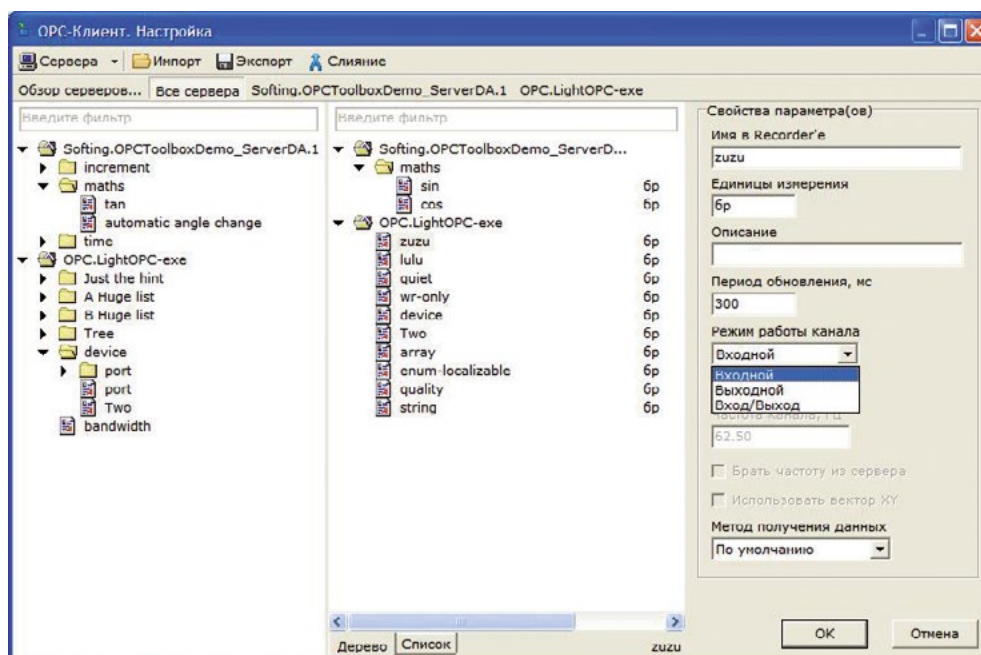 ОРС-Клиент. Настройка
Сервера Импорт Экспорт Слияние
Обзор серверов... Все сервера Softing.OPCToolboxDemo_ServerDA.1 OPC.LightOPC-exe
Введите фильтр
Softing.OPCToolboxDemo_ServerDA.1
increment
maths
tan
automatic angle change
time
OPC.LightOPC-exe
Just the hint
A Huge list
B Huge list
Tree
device
port
port
Two
bandwidth
Введите фильтр
Softing.OPCToolboxDemo_ServerD...
maths
sin бр
cos бр
OPC.LightOPC-exe
zuzu бр
lulu бр
quiet бр
wr-only бр
device бр
Two бр
array бр
enum-localizable бр
quality бр
string бр
Дерево Список zuzu
Свойства параметра(ов)
Имя в Recorder'е
zuzu
Единицы измерения
бр
Описание
Период обновления, мс
300
Режим работы канала
Входной
Входной
Выходной
Вход/Выход
Частота канала, Гц
62.50
Брать частоту из сервера
Использовать вектор XY
Метод получения данных
По умолчанию
OK Отмена